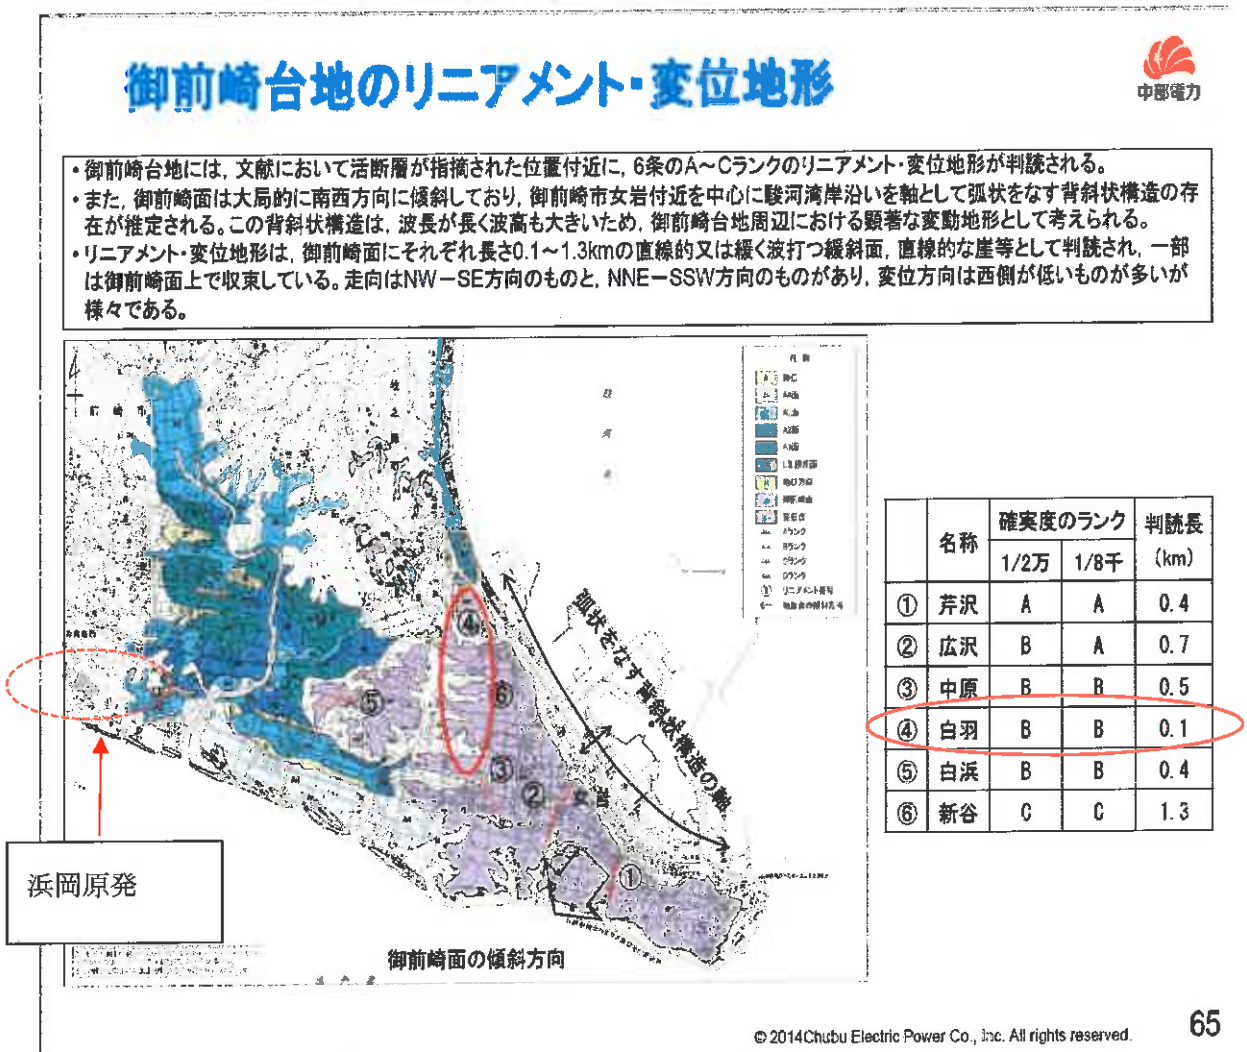 御前崎台地のリニアメント・変位地形
中部電力
・御前崎台地には，文献において活断層が指摘された位置付近に，6条のA～Cランクのリニアメント・変位地形が判読される。
・また，御前崎面は大局的に南西方向に傾斜しており，御前崎市女岩付近を中心に駿河湾岸沿いを軸として弧状をなす背斜状構造の存
在が推定される。この背斜状構造は，波長が長く波高も大きいため，御前崎台地周辺における顕著な変動地形として考えられる。
・リニアメント・変位地形は，御前崎面にそれぞれ長さ0.1～1.3kmの直線的又は緩く波打つ緩斜面，直線的な崖等として判読され，一部
は御前崎面上で収束している。走向はNW－SE方向のものと，NNE－SSW方向のものがあり，変位方向は西側が低いものが多いが
様々である。
弧状をなす背斜状構造の軸
④
⑤
⑥
③
②
①
女岩
御前崎面の傾斜方向
浜岡原発
名称 確実度のランク 判読長
1/2万 1/8千 (km)
① 芹沢 A A 0.4
② 広沢 B A 0.7
③ 中原 B B 0.5
④ 白羽 B B 0.1
⑤ 白浜 B B 0.4
⑥ 新谷 C C 1.3
© 2014 Chubu Electric Power Co., Inc. All rights reserved.
65